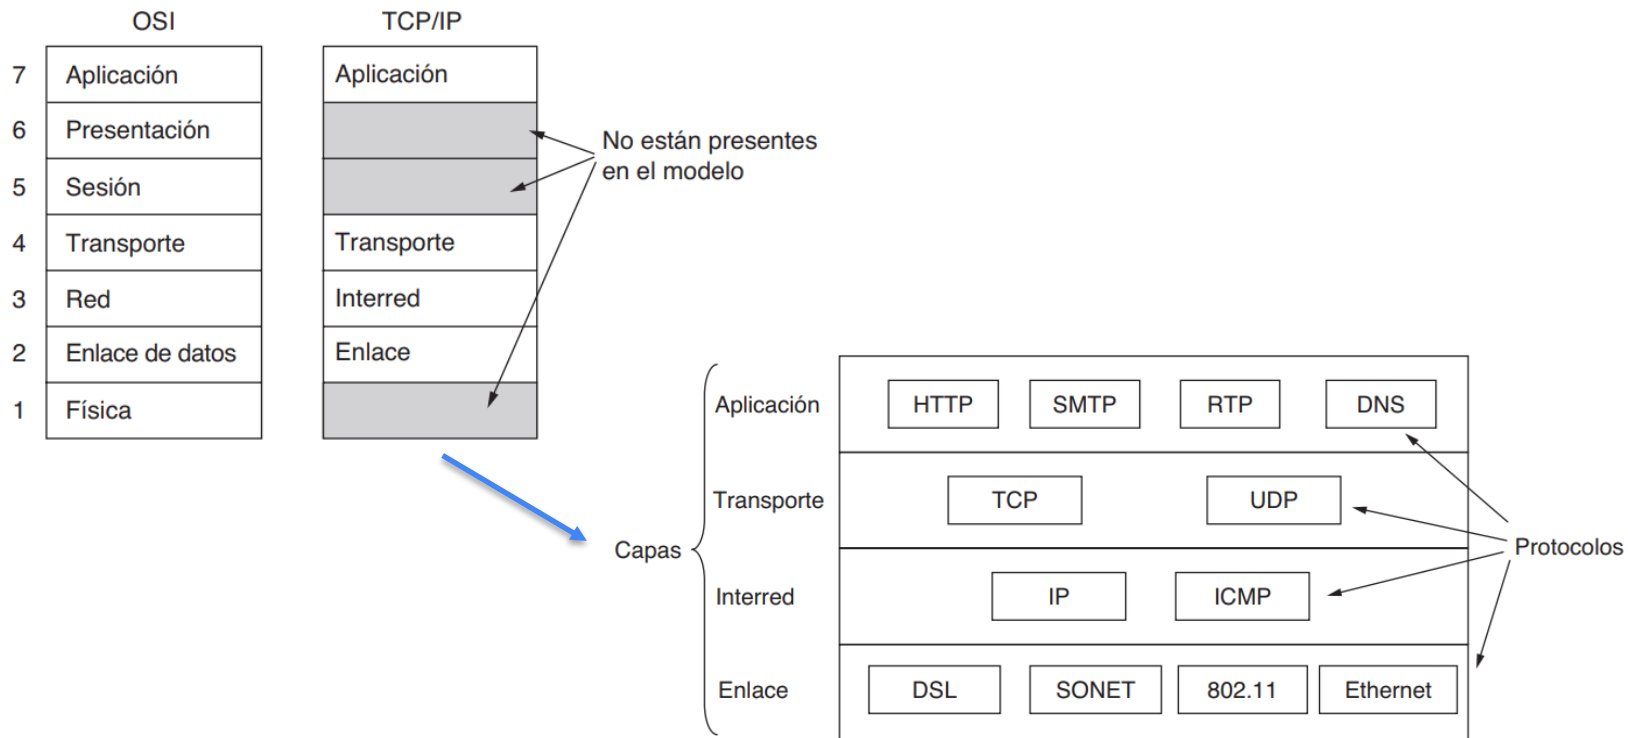 OSI
TCP/IP
7 Aplicación
Aplicación
6 Presentación
5 Sesión
No están presentes
en el modelo
4 Transporte
Transporte
3 Red
Interred
2 Enlace de datos
Enlace
1 Física
Capas
Aplicación
HTTP SMTP RTP DNS
Transporte
TCP UDP
Protocolos
Interred
IP ICMP
Enlace
DSL SONET 802.11 Ethernet